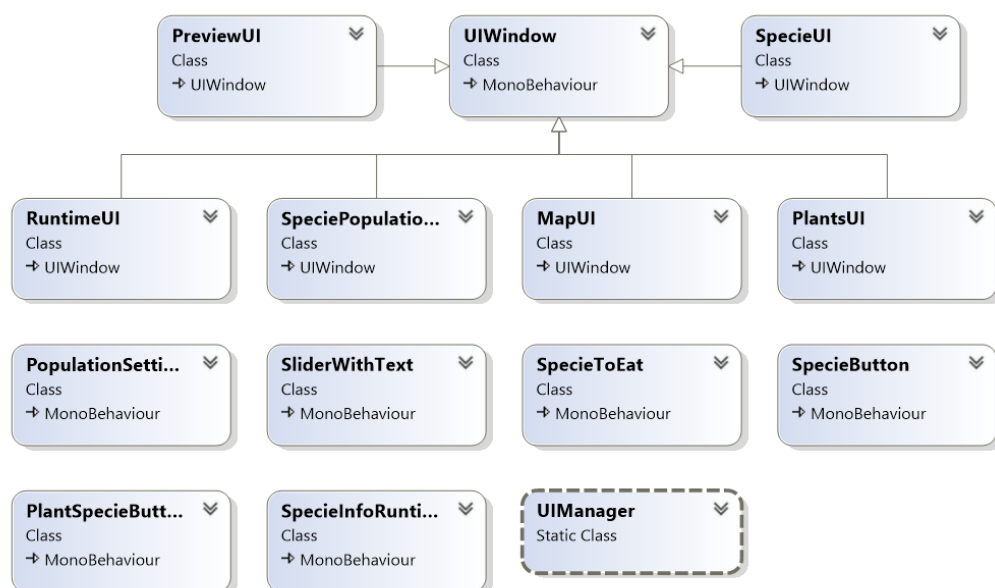 PreviewUI
Class
UIWindow
UIWindow
Class
MonoBehaviour
SpecieUI
Class
UIWindow
RuntimeUI
Class
UIWindow
SpeciePopulatio...
Class
UIWindow
MapUI
Class
UIWindow
PlantsUI
Class
UIWindow
PopulationSetti...
Class
MonoBehaviour
SliderWithText
Class
MonoBehaviour
SpecieToEat
Class
MonoBehaviour
SpecieButton
Class
MonoBehaviour
PlantSpecieButt...
Class
MonoBehaviour
SpecieInfoRunti...
Class
MonoBehaviour
UIManager
Static Class